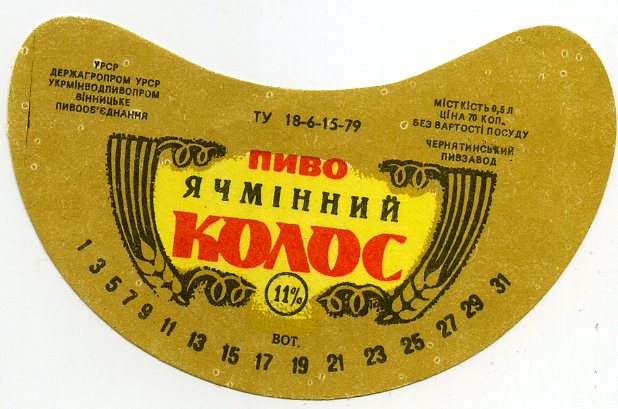 УРСР
ДЕРЖАГРОПРОМ УРСР
УКРМІНВОДПИВОПРОМ
ВІННИЦЬКЕ
ПИВООБ'ЄДНАННЯ
ТУ 18-6-15-79
МІСТКІСТЬ 0,5 Л
ЦІНА 70 КОП.
БЕЗ ВАРТОСТІ ПОСУДУ
ЧЕРНЯТИНСЬКИЙ
ПИВЗАВОД
ПИВО
ЯЧМІННИЙ
КОЛОС
11%
ВОТ.
1 3 5 7 9 11 13 15 17 19 21 23 25 27 29 31